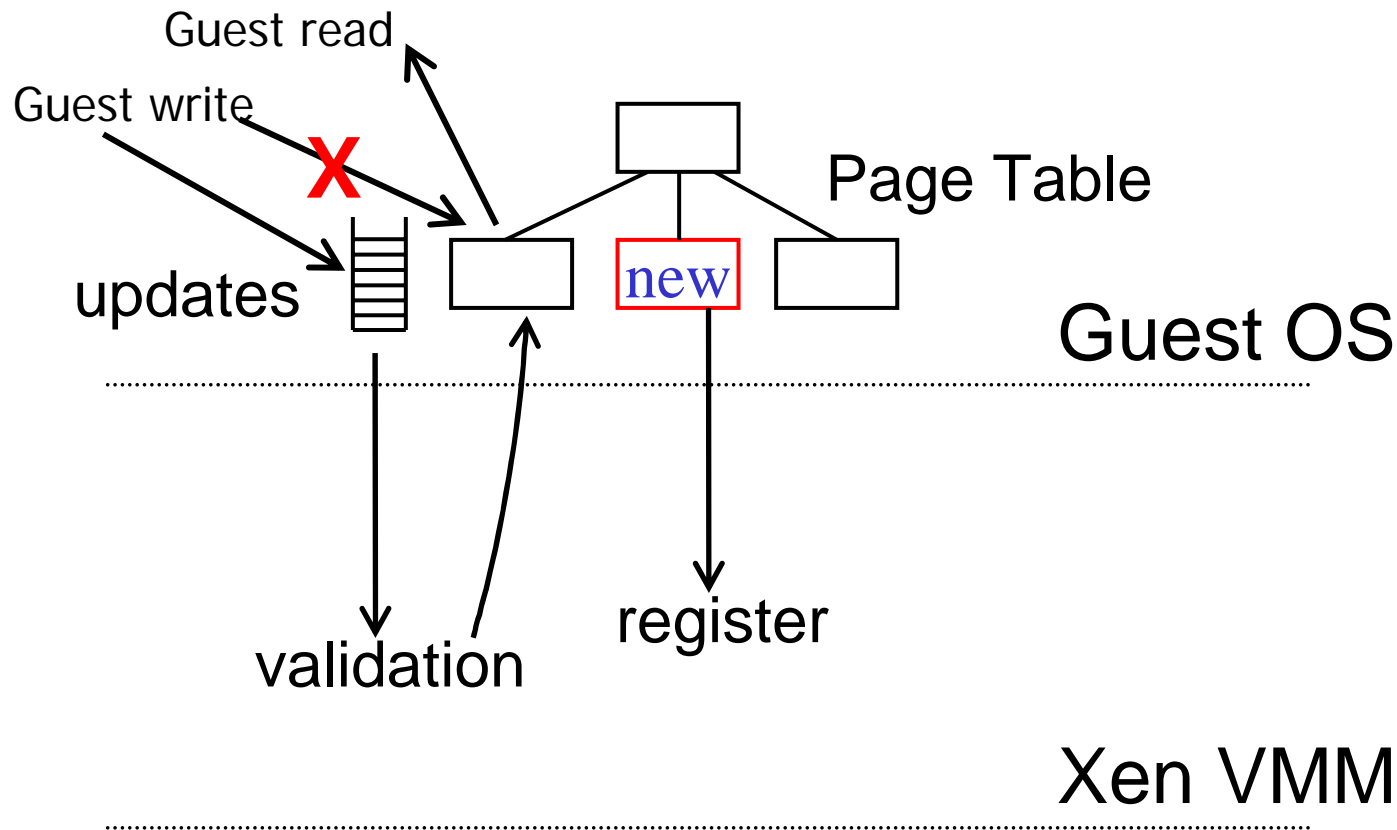 Guest read
Guest write
X
Page Table
updates
new
Guest OS
register
validation
Xen VMM